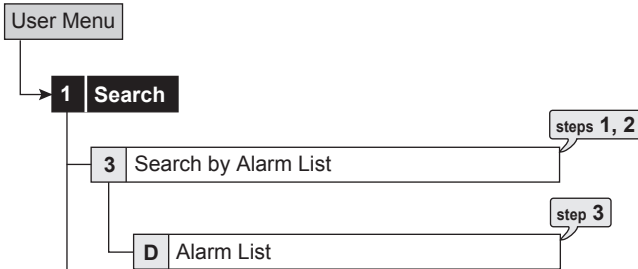 User Menu
1 Search
steps 1, 2
3 Search by Alarm List
step 3
D Alarm List